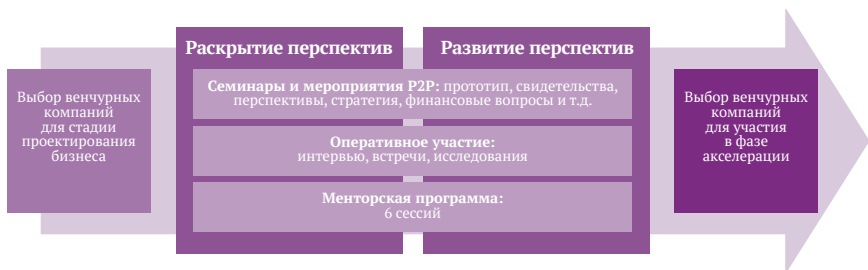 Выбор венчурных
компаний
для стадии
проектирования
бизнеса
Раскрытие перспектив
Развитие перспектив
Семинары и мероприятия P2P: прототип, свидетельства,
перспективы, стратегия, финансовые вопросы и т.д.
Оперативное участие:
интервью, встречи, исследования
Менторская программа:
6 сессий
Выбор венчурных
компаний
для участия
в фазе
акселерации